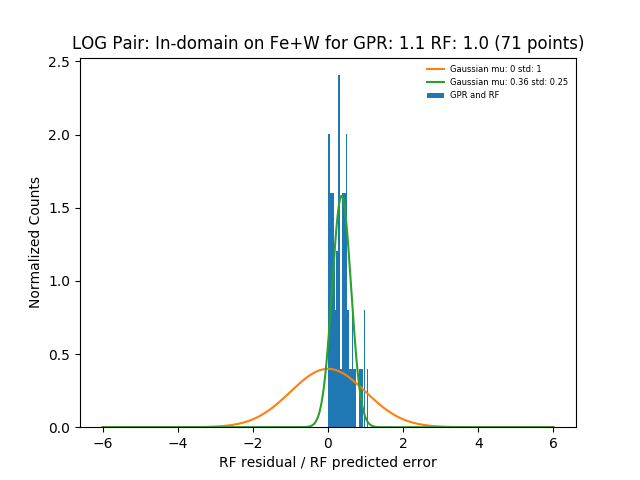 LOG Pair: In-domain on Fe+W for GPR: 1.1 RF: 1.0 (71 points)
2.5
2.0
1.5
1.0
0.5
0.0
Normalized Counts
Gaussian mu: 0 std: 1
Gaussian mu: 0.36 std: 0.25
GPR and RF
−6
−4
−2
0
2
4
6
RF residual / RF predicted error